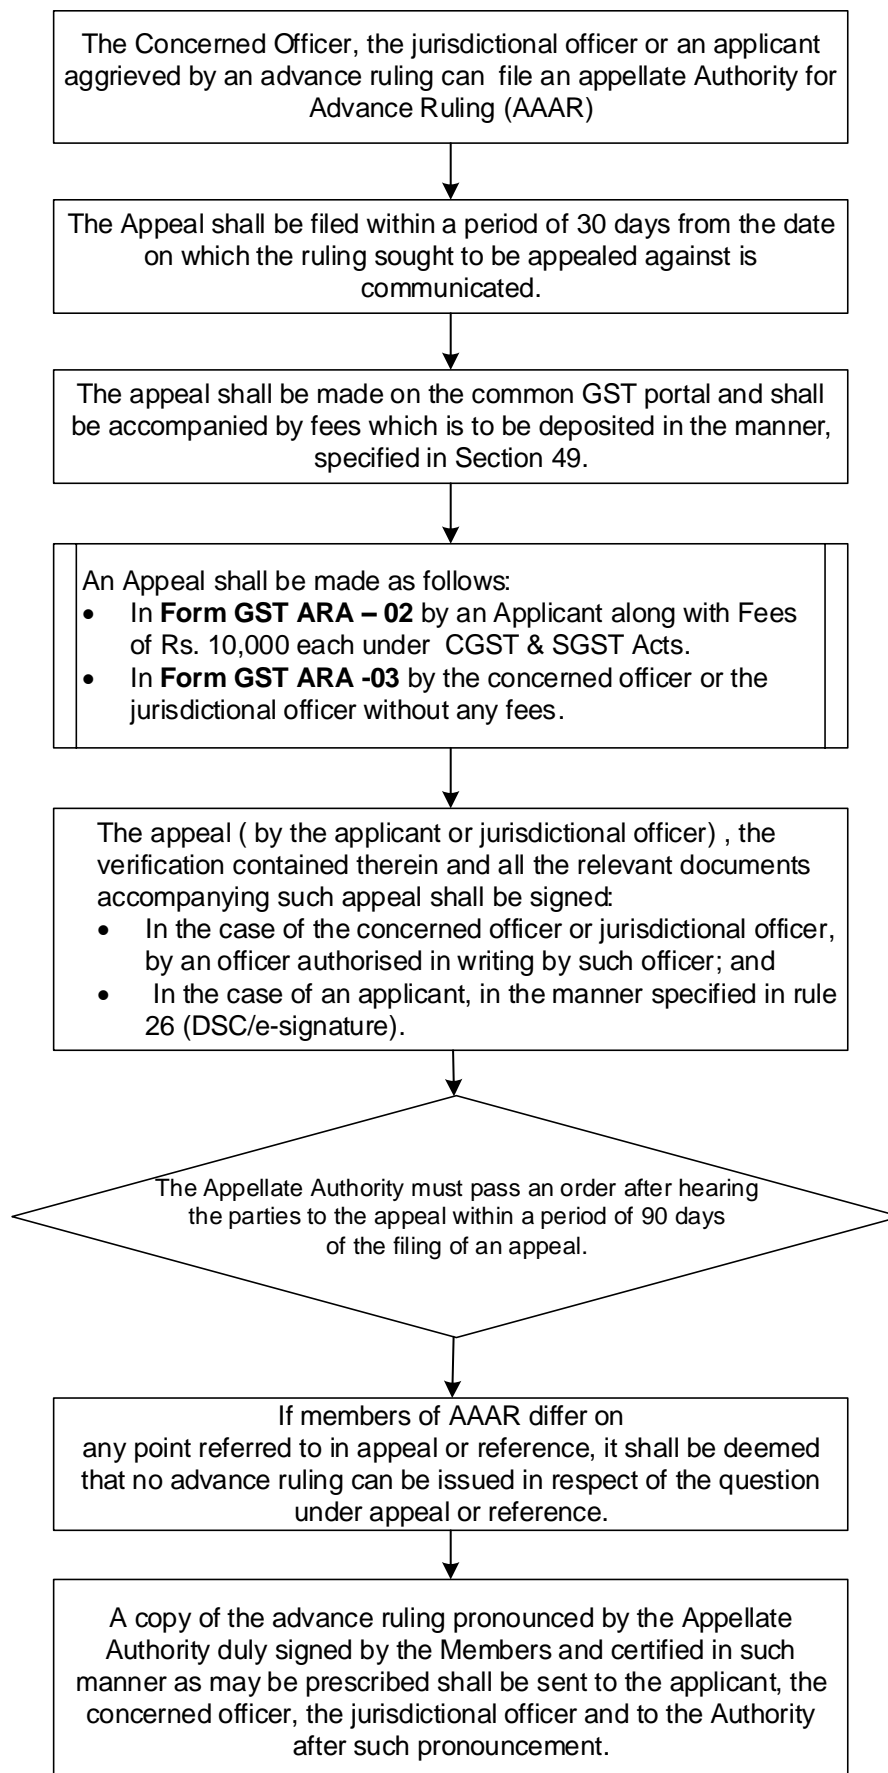 The Concerned Officer, the jurisdictional officer or an applicant
aggrieved by an advance ruling can file an appellate Authority for
Advance Ruling (AAAR)
The Appeal shall be filed within a period of 30 days from the date
on which the ruling sought to be appealed against is
communicated.
The appeal shall be made on the common GST portal and shall
be accompanied by fees which is to be deposited in the manner,
specified in Section 49.
An Appeal shall be made as follows:
• In Form GST ARA – 02 by an Applicant along with Fees
of Rs. 10,000 each under CGST & SGST Acts.
• In Form GST ARA -03 by the concerned officer or the
jurisdictional officer without any fees.
The appeal ( by the applicant or jurisdictional officer) , the
verification contained therein and all the relevant documents
accompanying such appeal shall be signed:
• In the case of the concerned officer or jurisdictional officer,
by an officer authorised in writing by such officer; and
• In the case of an applicant, in the manner specified in rule
26 (DSC/e-signature).
The Appellate Authority must pass an order after hearing
the parties to the appeal within a period of 90 days
of the filing of an appeal.
If members of AAAR differ on
any point referred to in appeal or reference, it shall be deemed
that no advance ruling can be issued in respect of the question
under appeal or reference.
A copy of the advance ruling pronounced by the Appellate
Authority duly signed by the Members and certified in such
manner as may be prescribed shall be sent to the applicant, the
concerned officer, the jurisdictional officer and to the Authority
after such pronouncement.